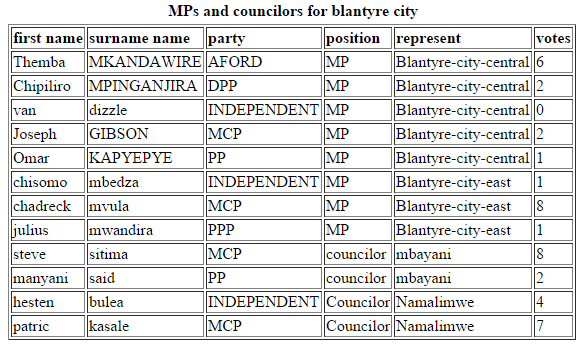 MPs and councilors for blantyre city
first name surname name party position represent votes
Themba MKANDAWIRE AFORD MP Blantyre-city-central 6
Chipiliro MPINGANJIRA DPP MP Blantyre-city-central 2
van dizzle INDEPENDENT MP Blantyre-city-central 0
Joseph GIBSON MCP MP Blantyre-city-central 2
Omar KAPYEPYE PP MP Blantyre-city-central 1
chisomo mbedza INDEPENDENT MP Blantyre-city-east 1
chadreck mvula MCP MP Blantyre-city-east 8
julius mwandira PPP MP Blantyre-city-east 1
steve sitima MCP councilor mbayani 8
manyani said PP councilor mbayani 2
hesten bulea INDEPENDENT Councilor Namalimwe 4
patric kasale MCP Councilor Namalimwe 7